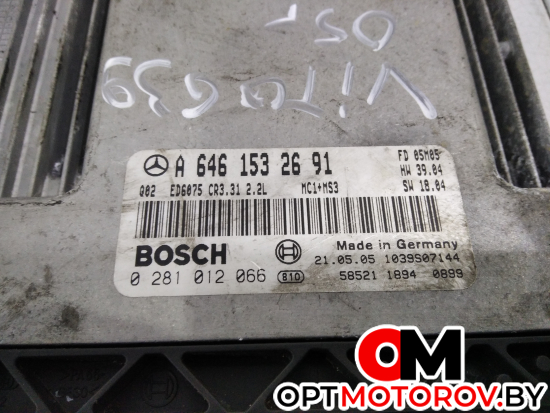 05г
VITO 639
A 646 153 26 91
FD 05M05
HW 39.04
SW 18.04
Q02 ED6075 CR3.31 2.2L MC1+MS3
BOSCH
Made in Germany
21.05.05 1039S07144
0 281 012 066 B10
58521 1894 0899
OM
OPTMOTOROV.BY